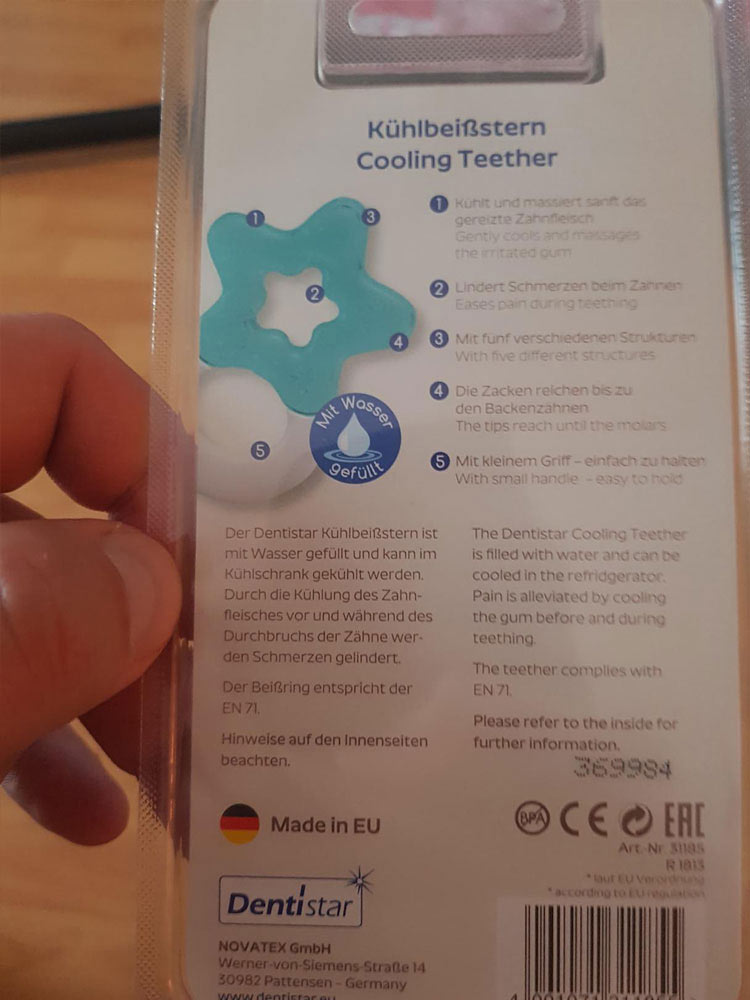 Kühlbeißstern
Cooling Teether
1 Kühlt und massiert sanft das
gereizte Zahnfleisch
Gently cools and massages
the irritated gum
2 Lindert Schmerzen beim Zahnen
Eases pain during teething
3 Mit fünf verschiedenen Strukturen
With five different structures
4 Die Zacken reichen bis zu
den Backenzähnen
The tips reach until the molars
5 Mit kleinem Griff – einfach zu halten
With small handle – easy to hold
1
3
2
4
5
Mit Wasser
gefüllt
Der Dentistar Kühlbeißstern ist
mit Wasser gefüllt und kann im
Kühlschrank gekühlt werden.
Durch die Kühlung des Zahn-
fleisches vor und während des
Durchbruchs der Zähne wer-
den Schmerzen gelindert.
Der Beißring entspricht der
EN 71.
Hinweise auf den Innenseiten
beachten.
The Dentistar Cooling Teether
is filled with water and can be
cooled in the refridgerator.
Pain is alleviated by cooling
the gum before and during
teething.
The teether complies with
EN 71.
Please refer to the inside for
further information.
369984
Made in EU
BPA CE EAC
Art.-Nr. 31185
R 1813
* laut EU Verordnung
* according to EU regulation
Dentistar
NOVATEX GmbH
Werner-von-Siemens-Straße 14
30982 Pattensen - Germany
www.dentistar.eu